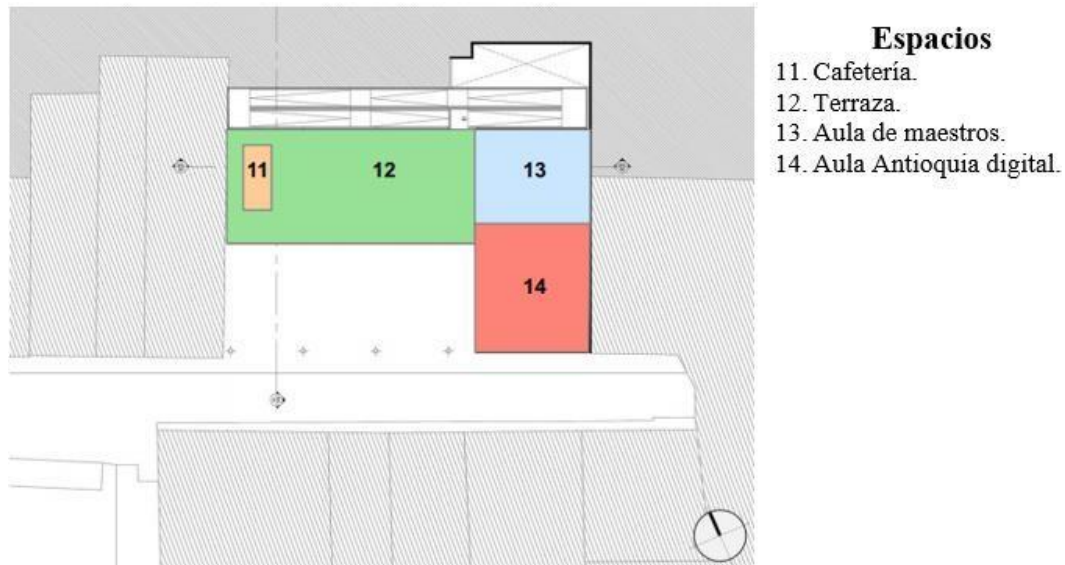 Espacios
11. Cafetería.
12. Terraza.
13. Aula de maestros.
14. Aula Antioquia digital.
11
12
13
14